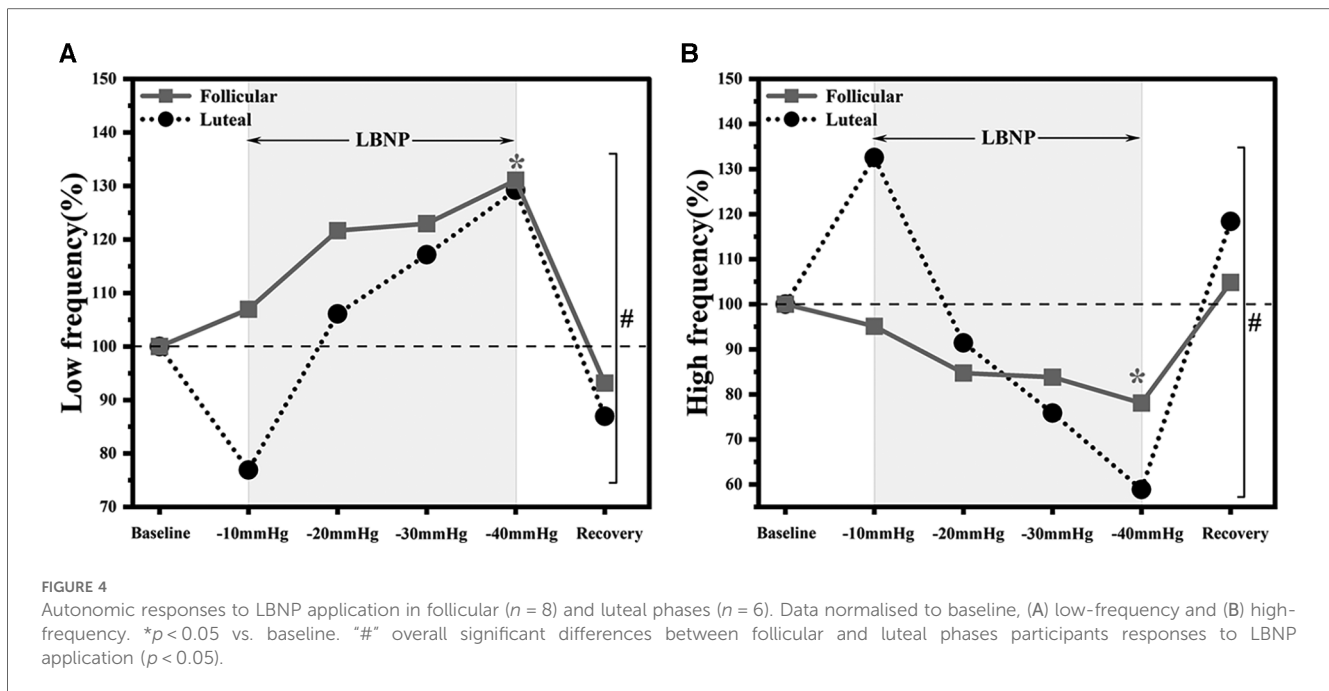 A
150
140
130
120
110
100
90
80
70
Low frequency(%)
Follicular
Luteal
LBNP
*
#
Baseline -10mmHg -20mmHg -30mmHg -40mmHg Recovery
B
150
140
130
120
110
100
90
80
70
60
High frequency(%)
Follicular
Luteal
LBNP
*
#
Baseline -10mmHg -20mmHg -30mmHg -40mmHg Recovery
FIGURE 4
Autonomic responses to LBNP application in follicular (n = 8) and luteal phases (n = 6). Data normalised to baseline, (A) low-frequency and (B) high-
frequency. *p < 0.05 vs. baseline. "#" overall significant differences between follicular and luteal phases participants responses to LBNP
application (p < 0.05).